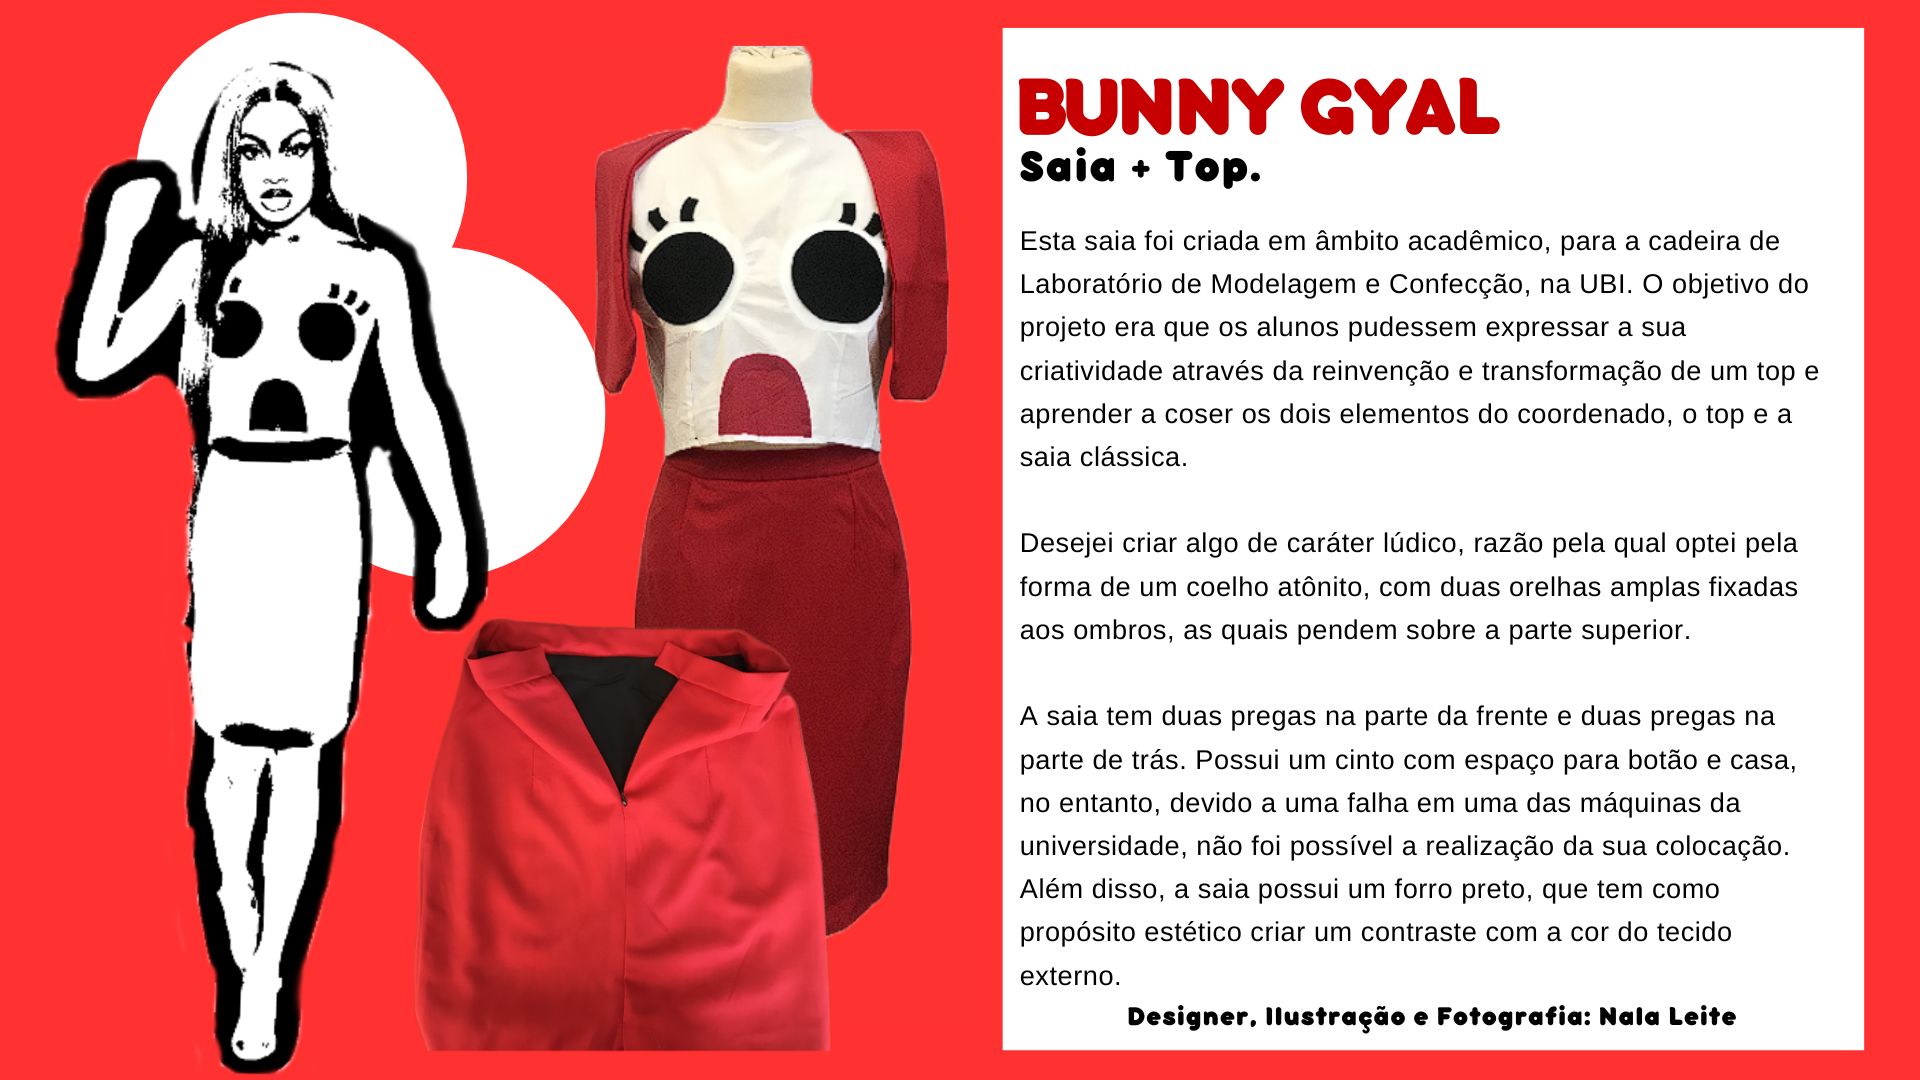 BUNNY GYAL
Saia + Top.
Esta saia foi criada em âmbito acadêmico, para a cadeira de
Laboratório de Modelagem e Confecção, na UBI. O objetivo do
projeto era que os alunos pudessem expressar a sua
criatividade através da reinvenção e transformação de um top e
aprender a coser os dois elementos do coordenado, o top e a
saia clássica.
Desejei criar algo de caráter lúdico, razão pela qual optei pela
forma de um coelho atônito, com duas orelhas amplas fixadas
aos ombros, as quais pendem sobre a parte superior.
A saia tem duas pregas na parte da frente e duas pregas na
parte de trás. Possui um cinto com espaço para botão e casa,
no entanto, devido a uma falha em uma das máquinas da
universidade, não foi possível a realização da sua colocação.
Além disso, a saia possui um forro preto, que tem como
propósito estético criar um contraste com a cor do tecido
externo.
Designer, Ilustração e Fotografia: Nala Leite